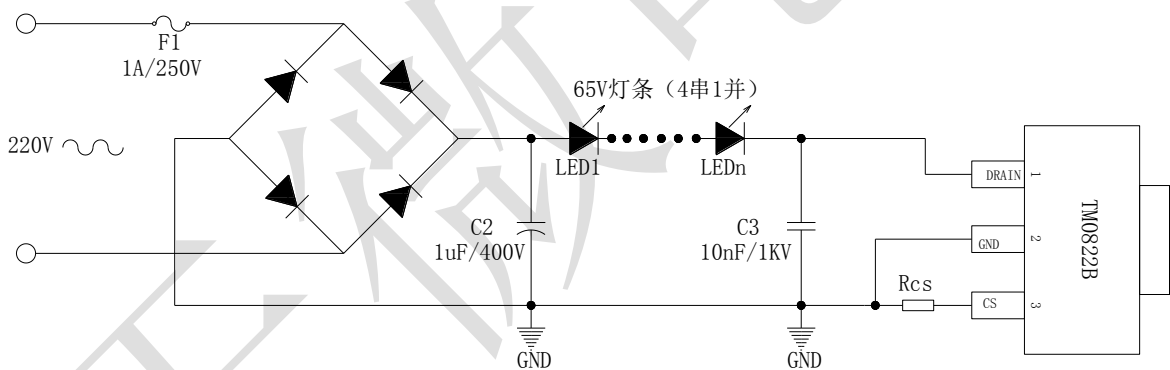 F1
1A/250V
220V
65V灯条（4串1并）
LED1
LEDn
C2
1uF/400V
C3
10nF/1KV
GND
GND
Rcs
DRAIN
1
GND
2
CS
3
TM0822B